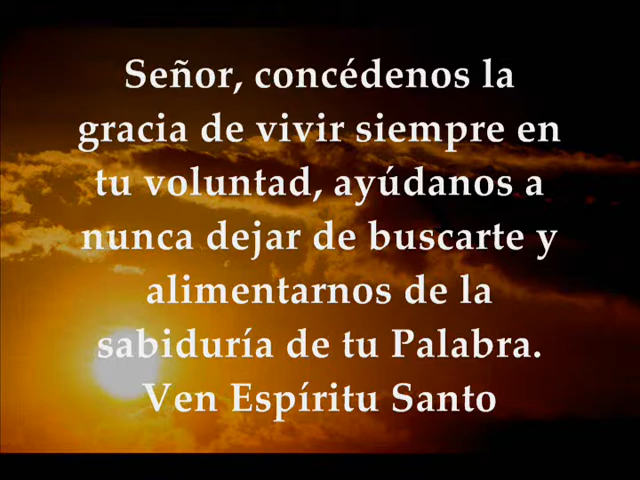 Señor, concédenos la
gracia de vivir siempre en
tu voluntad, ayúdanos a
nunca dejar de buscarte y
alimentarnos de la
sabiduría de tu Palabra.
Ven Espíritu Santo